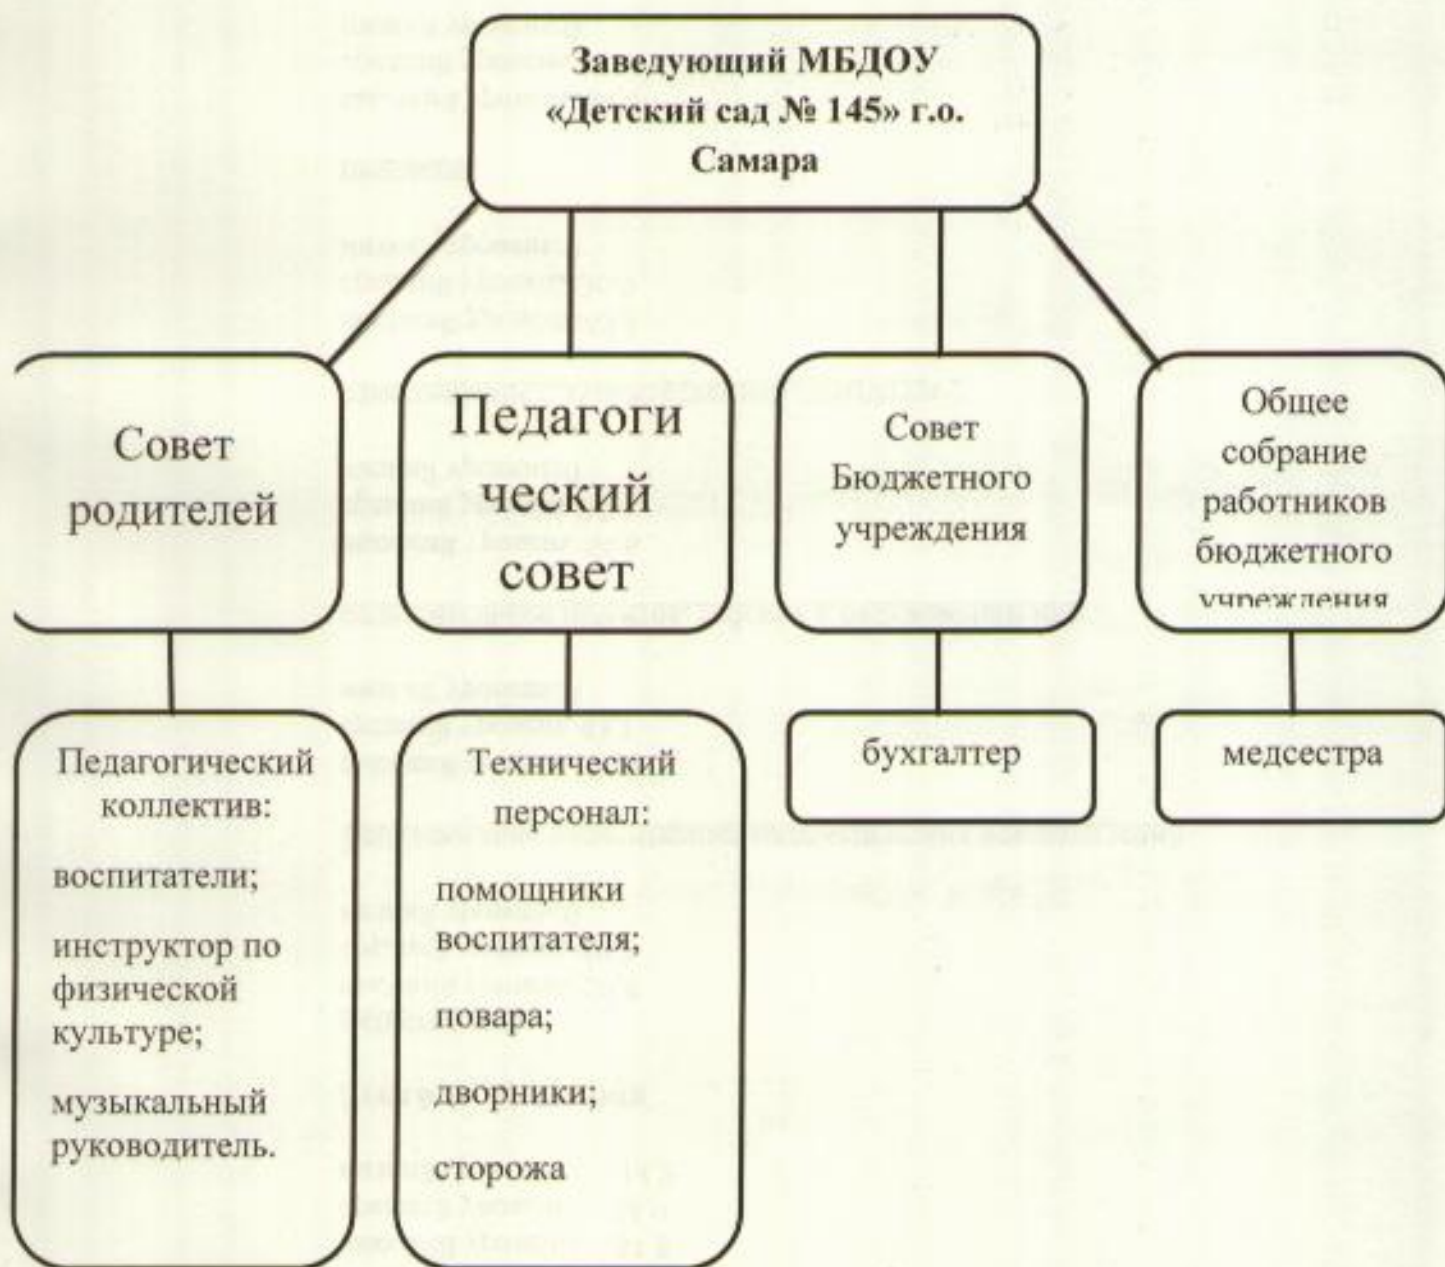 Заведующий МБДОУ
«Детский сад № 145» г.о.
Самара
Совет
родителей
Педагоги
ческий
совет
Совет
Бюджетного
учреждения
Общее
собрание
работников
бюджетного
учреждения
Педагогический
коллектив:
воспитатели;
инструктор по
физической
культуре;
музыкальный
руководитель.
Технический
персонал:
помощники
воспитателя;
повара;
дворники;
сторожа
бухгалтер
медсестра